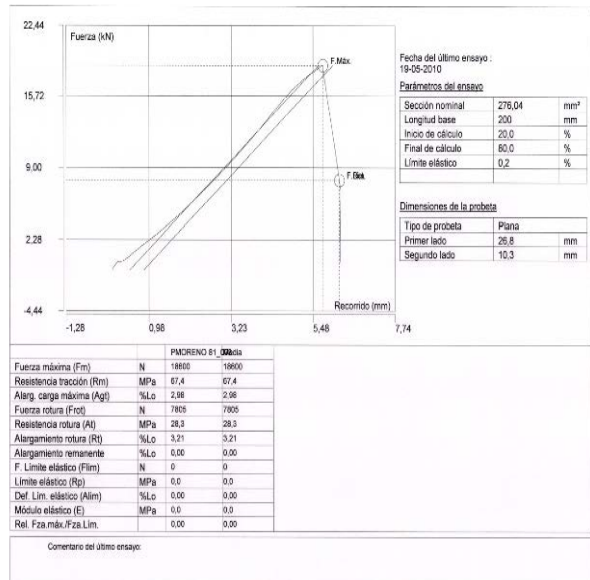 22,44
Fuerza (kN)
F.Máx.
15,72
9,00
2,28
-4,44
Recorrido (mm)
-1,28 0,98 3,23 5,48 7,74
Fecha del último ensayo :
19-05-2010
Parámetros del ensayo
Sección nominal 276,04 mm²
Longitud base 200 mm
Inicio de cálculo 20,0 %
Final de cálculo 60,0 %
Límite elástico 0,2 %
Dimensiones de la probeta
Tipo de probeta Plana
Primer lado 26,8 mm
Segundo lado 10,3 mm
PMORENO 81
Fuerza máxima (Fm) N 18600 18600
Resistencia tracción (Rm) MPa 67,4 67,4
Alarg. carga máxima (Agt) %Lo 2,98 2,98
Fuerza rotura (Frot) N 7805 7805
Resistencia rotura (At) MPa 28,3 28,3
Alargamiento rotura (Rt) %Lo 3,21 3,21
Alargamiento remanente %Lo 0,00 0,00
F. Limite elástico (Flim) N 0 0
Límite elástico (Rp) MPa 0,0 0,0
Def. Lim. elástico (Alim) %Lo 0,00 0,00
Módulo elástico (E) MPa 0,0 0,0
Rel. Fza.máx./Fza.Lim. 0,00 0,00
Comentario del último ensayo: